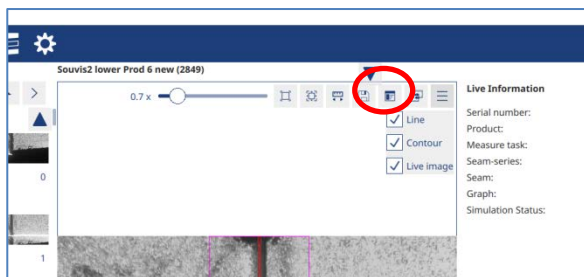 Souvis2 lower Prod 6 new (2849)
0.7 x
Line
Contour
Live image
0
1
Live Information
Serial number:
Product:
Measure task:
Seam-series:
Seam:
Graph:
Simulation Status: